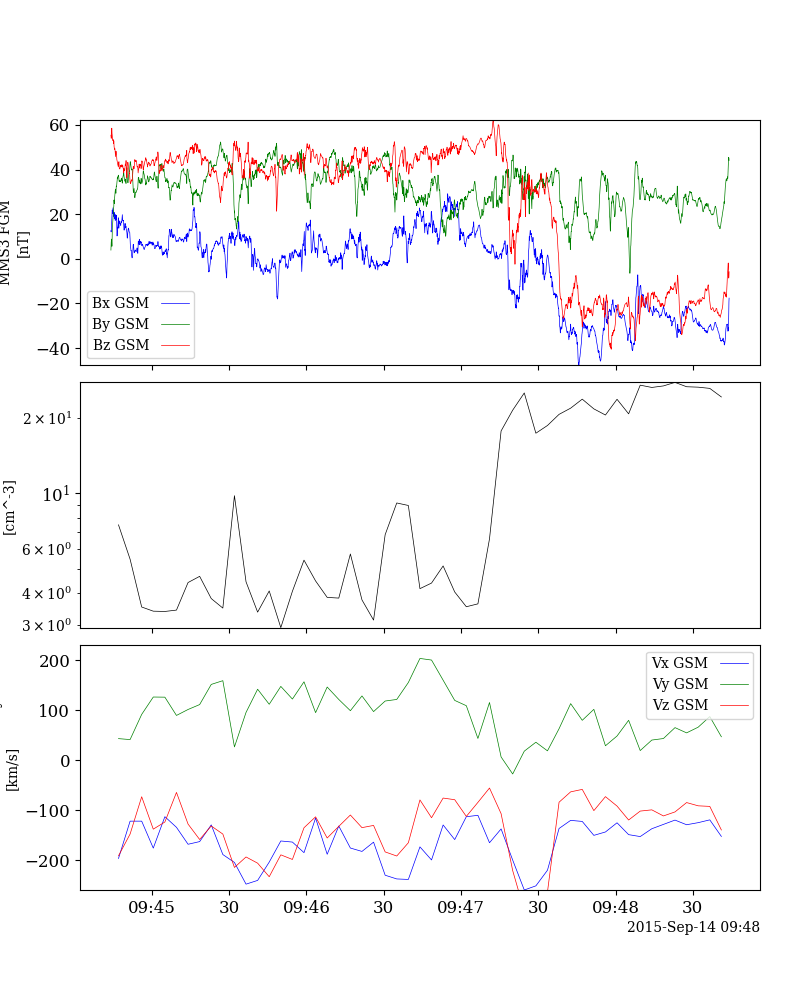 60
40
20
0
−20
−40
MMS3 FGM
[nT]
Bx GSM
By GSM
Bz GSM
2 × 10¹
10¹
6 × 10⁰
4 × 10⁰
3 × 10⁰
[cm^-3]
200
100
0
−100
−200
[km/s]
Vx GSM
Vy GSM
Vz GSM
09:45 30 09:46 30 09:47 30 09:48 30
2015-Sep-14 09:48